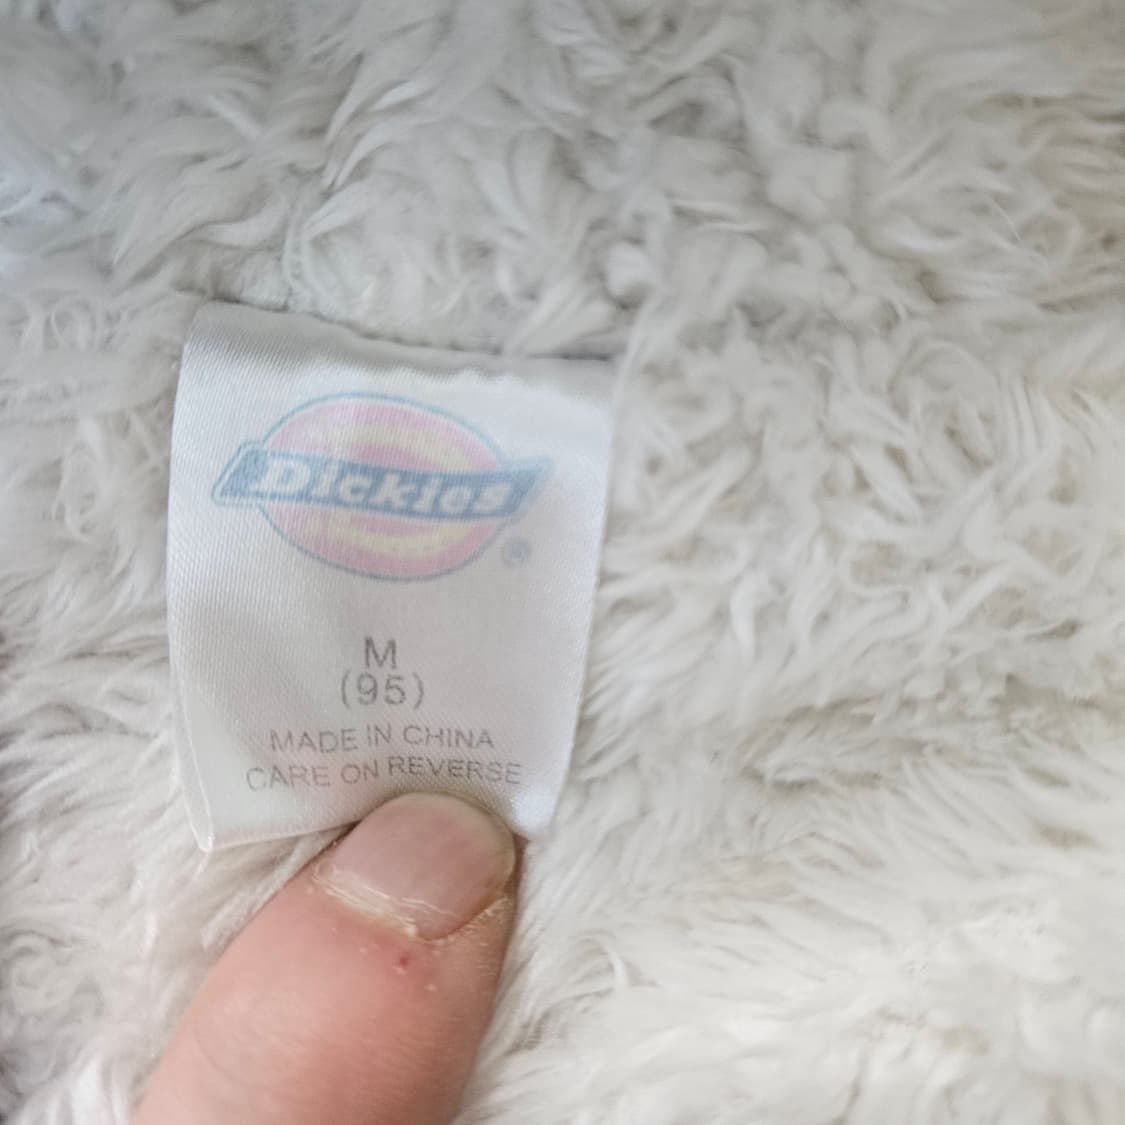 Dickies®
M
(95)
MADE IN CHINA
CARE ON REVERSE